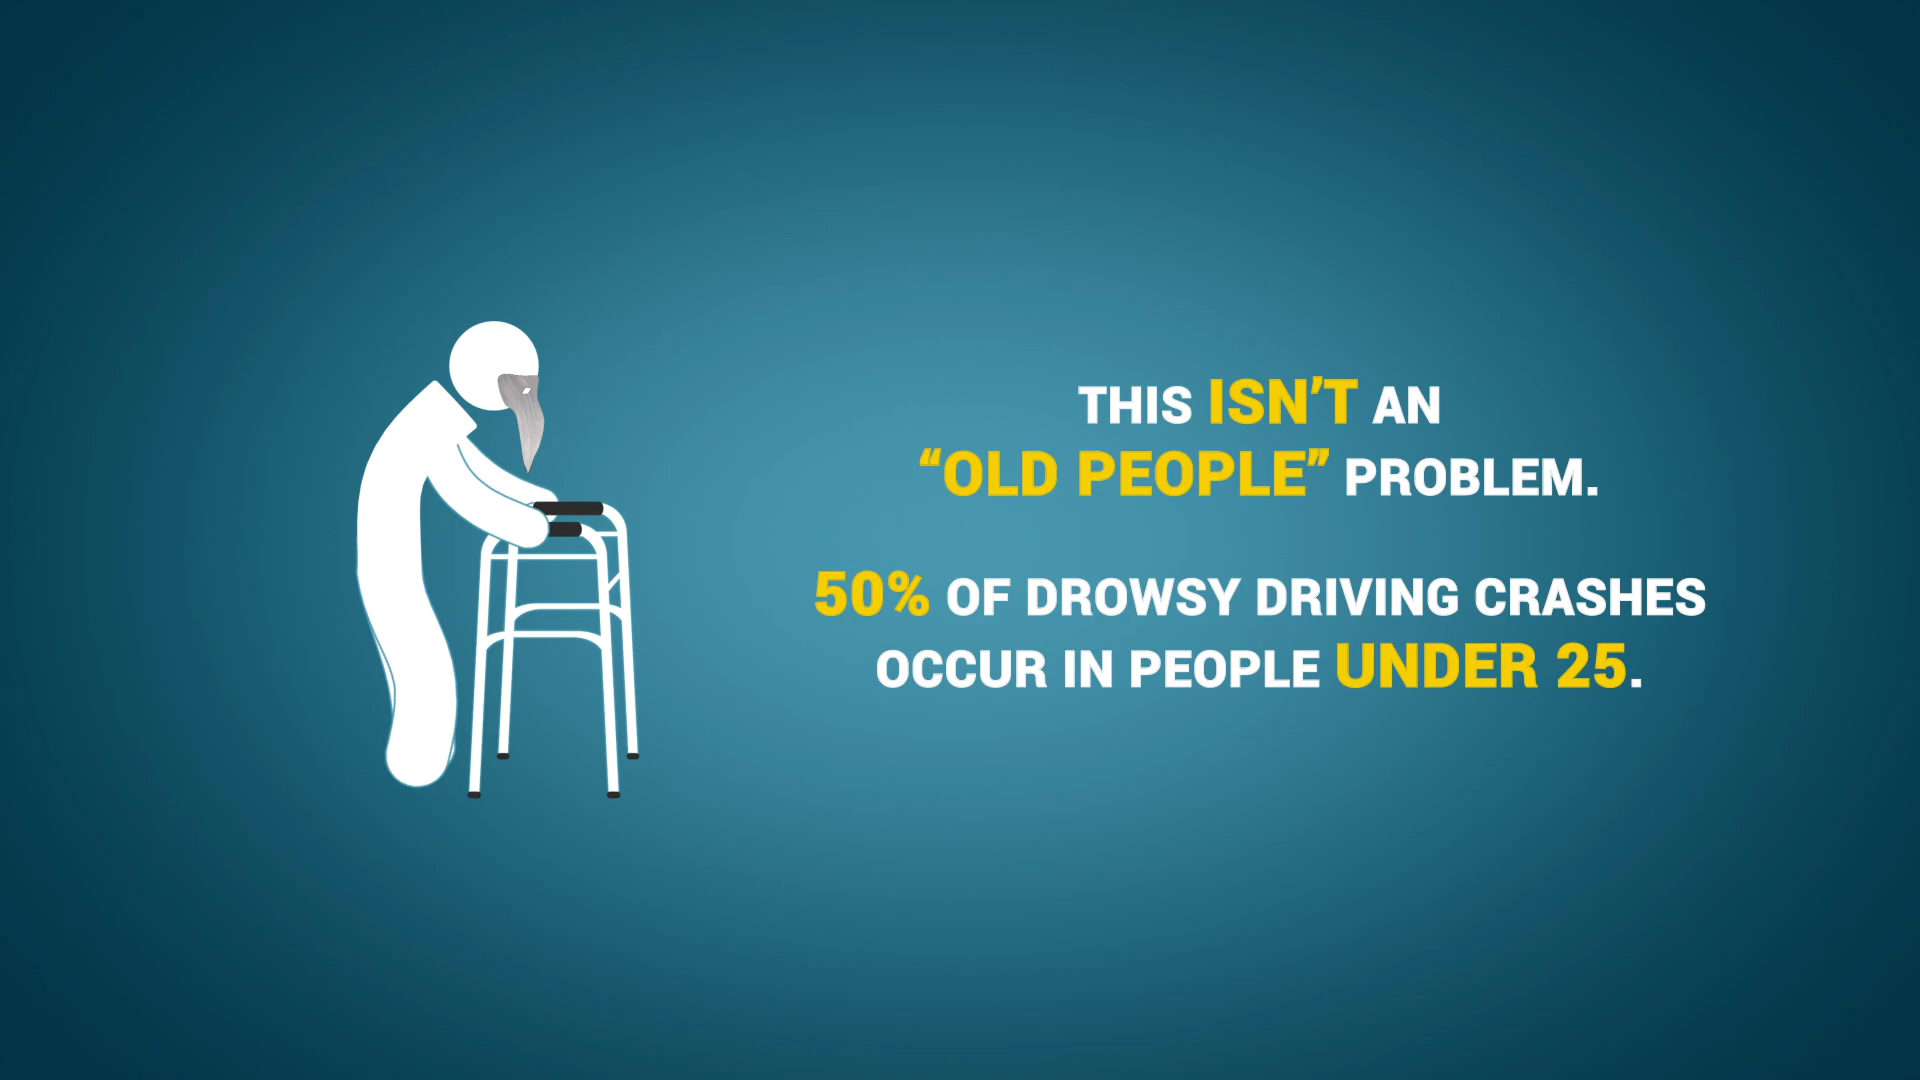 THIS ISN’T AN
“OLD PEOPLE” PROBLEM.
50% OF DROWSY DRIVING CRASHES
OCCUR IN PEOPLE UNDER 25.